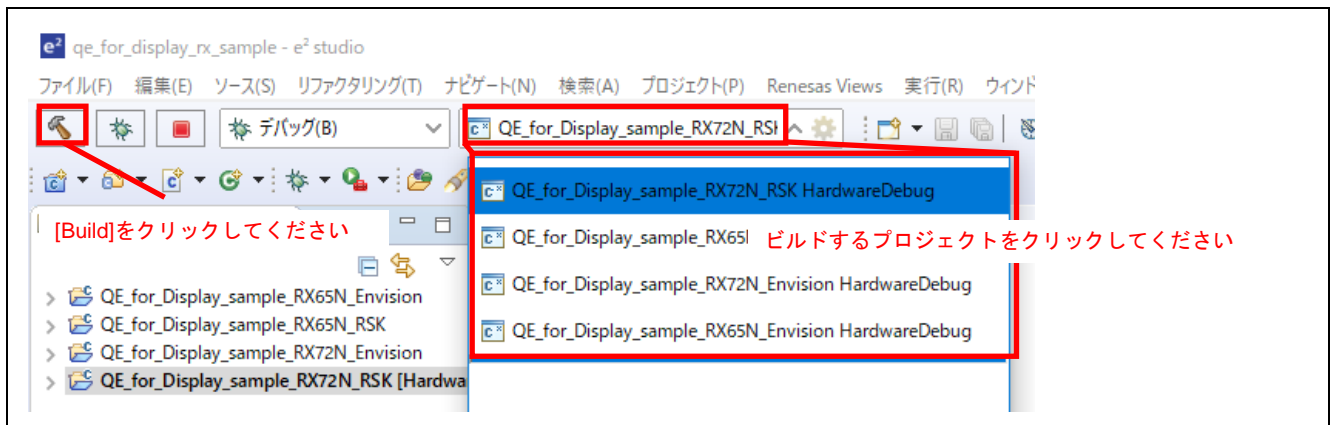 e² qe_for_display_rx_sample - e² studio
ファイル(F) 編集(E) ソース(S) リファクタリング(T) ナビゲート(N) 検索(A) プロジェクト(P) Renesas Views 実行(R) ウィンド
デバッグ(B) QE_for_Display_sample_RX72N_RSK
QE_for_Display_sample_RX72N_RSK HardwareDebug
[Build]をクリックしてください
QE_for_Display_sample_RX65 ビルドするプロジェクトをクリックしてください
QE_for_Display_sample_RX72N_Envision HardwareDebug
QE_for_Display_sample_RX65N_Envision HardwareDebug
QE_for_Display_sample_RX65N_Envision
QE_for_Display_sample_RX65N_RSK
QE_for_Display_sample_RX72N_Envision
QE_for_Display_sample_RX72N_RSK [Hardwa